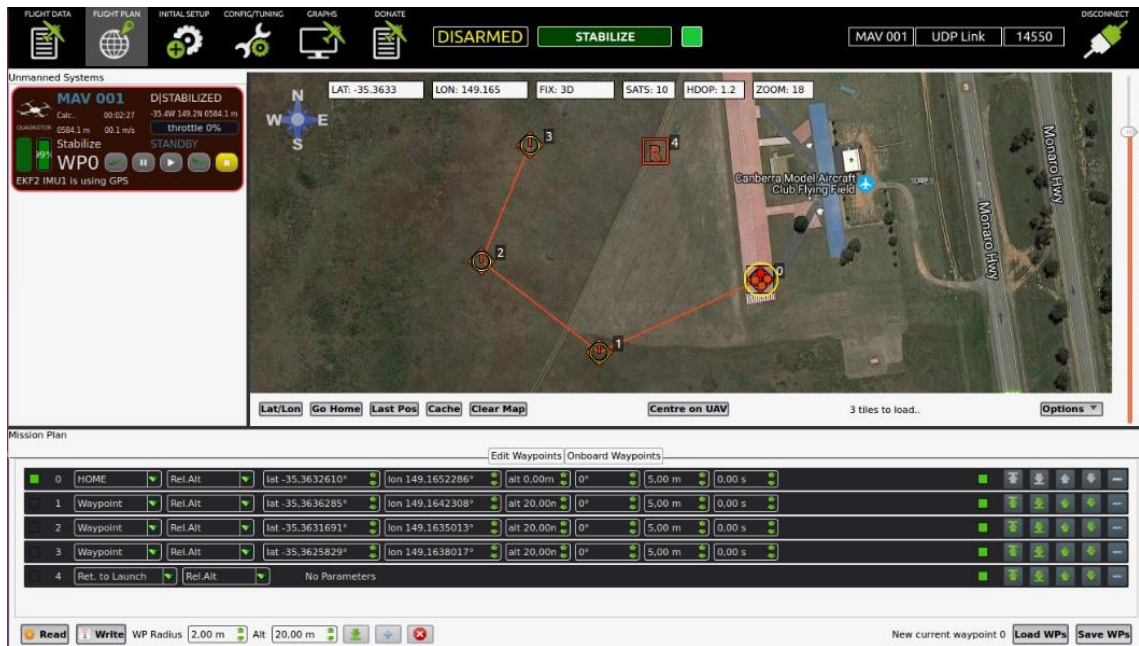 FLIGHT DATA FLIGHT PLAN INITIAL SETUP CONFIG/TUNING GRAPHS DONATE DISCONNECT
DISARMED STABILIZE MAV 001 UDP Link 14550
Unmanned Systems
MAV 001 D|STABILIZED
Calc.. 00:02:27 -35.4W 149.2N 0584.1 m
QUADROTOR 0584.1 m 00.1 m/s throttle 0%
Stabilize STANDBY
99% WP0
EKF2 IMU1 is using GPS
LAT: -35.3633 LON: 149.165 FIX: 3D SATS: 10 HDOP: 1.2 ZOOM: 18
N
W E
S
3
R 4
2
1
0
5
Canberra Model Aircraft
Club Flying Field
Monaro Hwy
Monaro Hwy
Lat/Lon Go Home Last Pos Cache Clear Map Centre on UAV 3 tiles to load.. Options
Mission Plan
Edit Waypoints Onboard Waypoints
0 HOME Rel.Alt lat -35,3632610° lon 149,1652286° alt 0,00m 0° 5,00 m 0,00 s
1 Waypoint Rel.Alt lat -35,3636285° lon 149,1642308° alt 20,00n 0° 5,00 m 0,00 s
2 Waypoint Rel.Alt lat -35,3631691° lon 149,1635013° alt 20,00n 0° 5,00 m 0,00 s
3 Waypoint Rel.Alt lat -35,3625829° lon 149,1638017° alt 20,00n 0° 5,00 m 0,00 s
4 Ret. to Launch Rel.Alt No Parameters
Read Write WP Radius 2,00 m Alt 20,00 m New current waypoint 0 Load WPs Save WPs